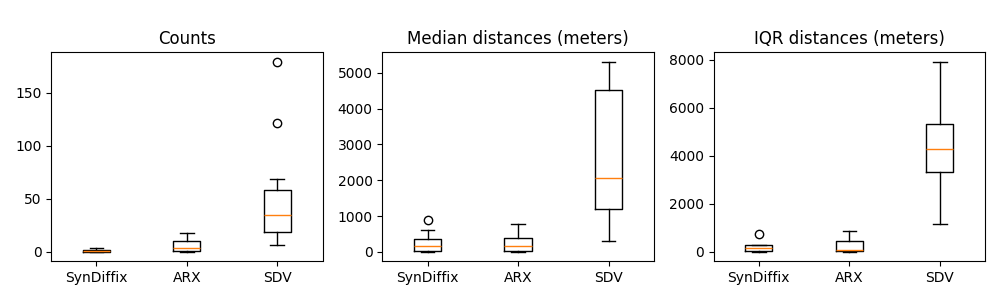 Counts
150
100
50
0
SynDiffix ARX SDV
Median distances (meters)
5000
4000
3000
2000
1000
0
SynDiffix ARX SDV
IQR distances (meters)
8000
6000
4000
2000
0
SynDiffix ARX SDV